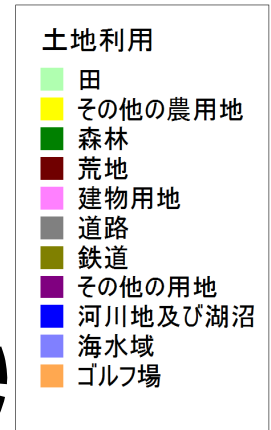 土地利用
田
その他の農用地
森林
荒地
建物用地
道路
鉄道
その他の用地
河川地及び湖沼
海水域
ゴルフ場